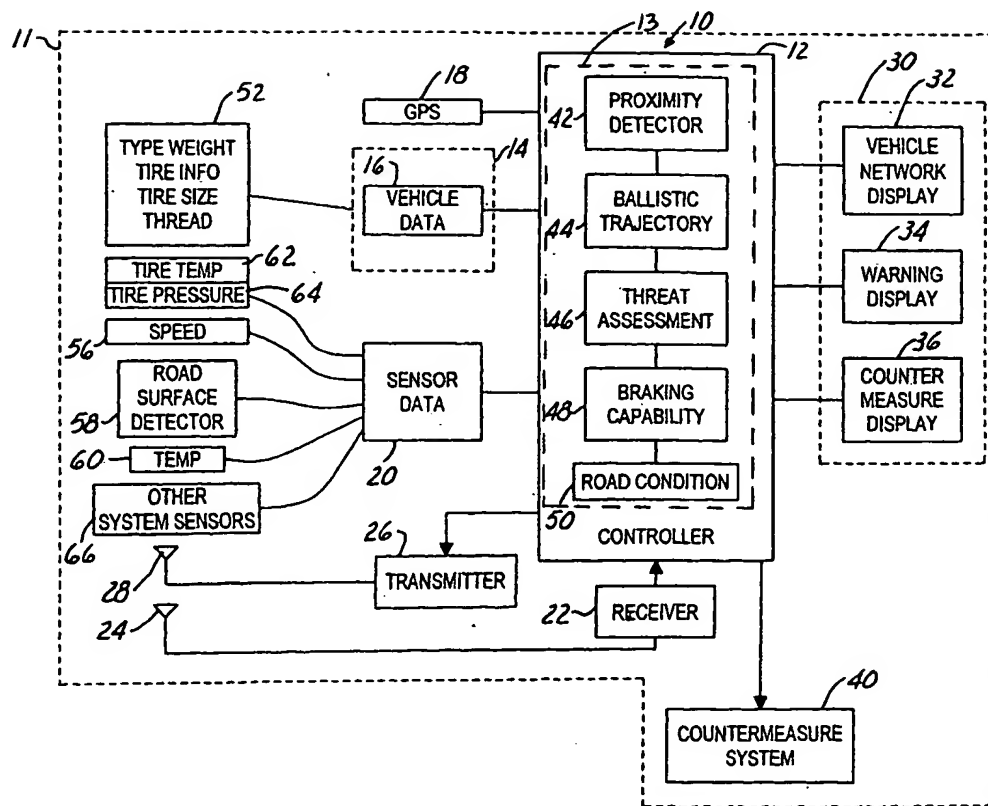 11
13
10
12
52
18
GPS
30
32
TYPE WEIGHT
TIRE INFO
TIRE SIZE
THREAD
16
14
VEHICLE
DATA
42
PROXIMITY
DETECTOR
VEHICLE
NETWORK
DISPLAY
44
BALLISTIC
TRAJECTORY
34
WARNING
DISPLAY
TIRE TEMP
62
TIRE PRESSURE
64
SPEED
56
46
THREAT
ASSESSMENT
36
COUNTER
MEASURE
DISPLAY
ROAD
SURFACE
DETECTOR
58
SENSOR
DATA
20
48
BRAKING
CAPABILITY
60
TEMP
OTHER
SYSTEM SENSORS
66
50
ROAD CONDITION
CONTROLLER
26
TRANSMITTER
28
24
22
RECEIVER
40
COUNTERMEASURE
SYSTEM